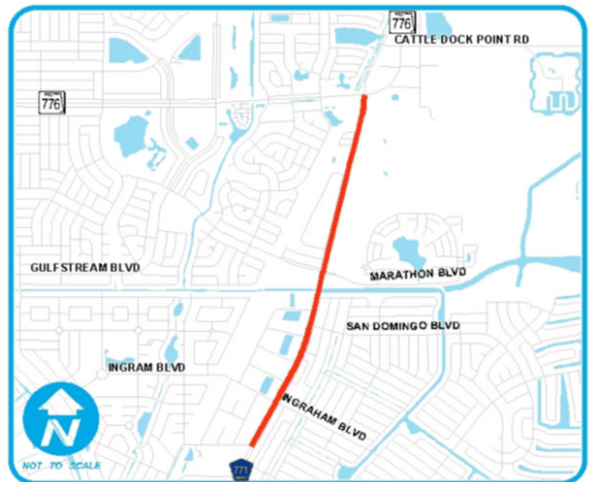 776
CATTLE DOCK POINT RD
776
GULFSTREAM BLVD
MARATHON BLVD
SAN DOMINGO BLVD
INGRAM BLVD
INGRAHAM BLVD
N
NOT TO SCALE
771